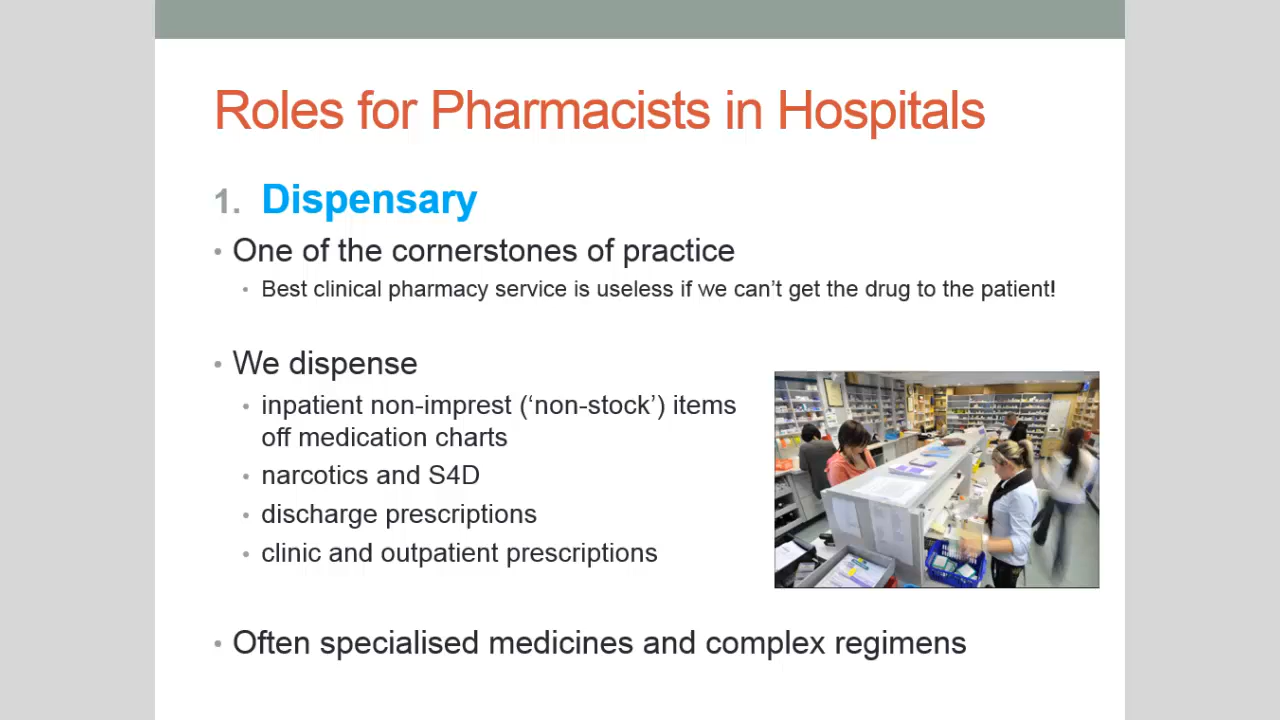 Roles for Pharmacists in Hospitals
1. Dispensary
• One of the cornerstones of practice
• Best clinical pharmacy service is useless if we can’t get the drug to the patient!
• We dispense
• inpatient non-imprest (‘non-stock’) items
off medication charts
• narcotics and S4D
• discharge prescriptions
• clinic and outpatient prescriptions
• Often specialised medicines and complex regimens